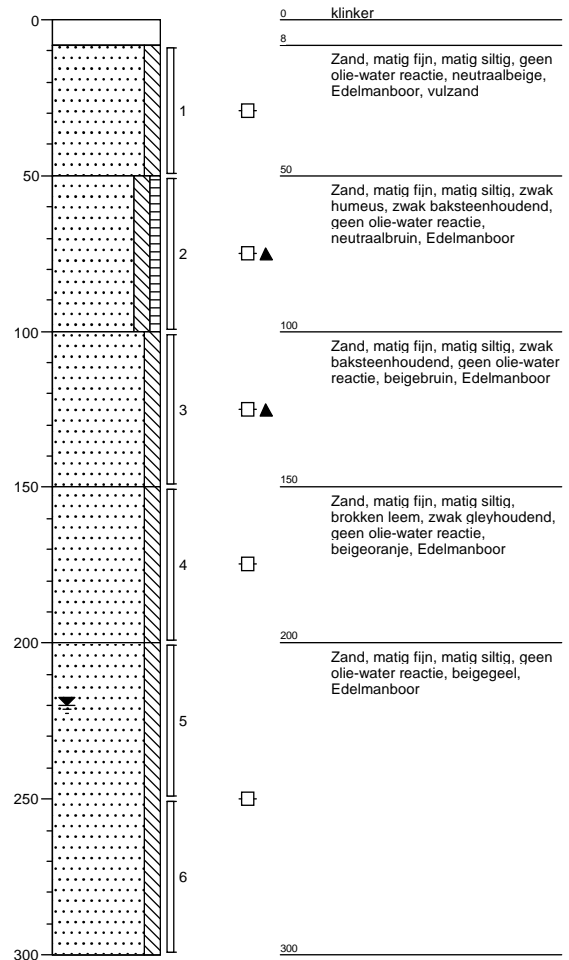 0
0
klinker
8
Zand, matig fijn, matig siltig, geen
olie-water reactie, neutraalbeige,
Edelmanboor, vulzand
1
50
50
Zand, matig fijn, matig siltig, zwak
humeus, zwak baksteenhoudend,
geen olie-water reactie,
neutraalbruin, Edelmanboor
2
100
100
Zand, matig fijn, matig siltig, zwak
baksteenhoudend, geen olie-water
reactie, beigebruin, Edelmanboor
3
150
150
Zand, matig fijn, matig siltig,
brokken leem, zwak gleyhoudend,
geen olie-water reactie,
beigeoranje, Edelmanboor
4
200
200
Zand, matig fijn, matig siltig, geen
olie-water reactie, beigegeel,
Edelmanboor
5
250
6
300
300